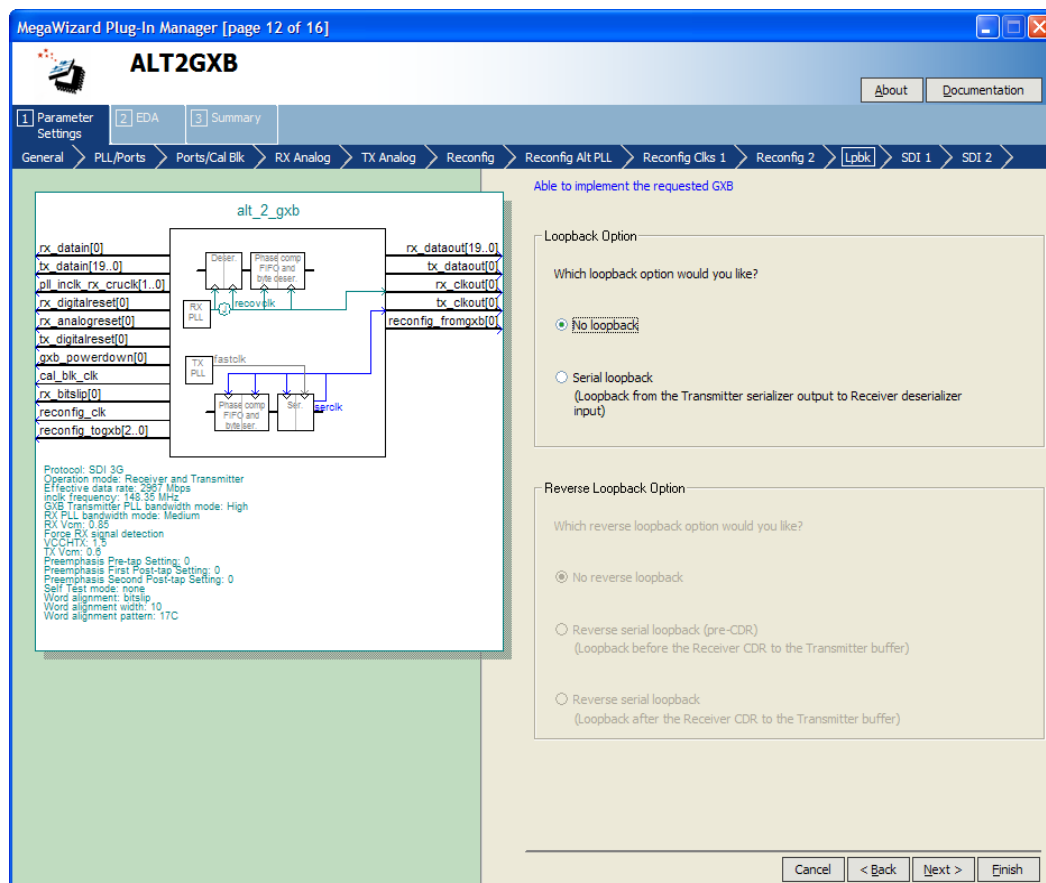 MegaWizard Plug-In Manager [page 12 of 16]
ALT2GXB
About
Documentation
1 Parameter Settings
2 EDA
3 Summary
General
PLL/Ports
Ports/Cal Blk
RX Analog
TX Analog
Reconfig
Reconfig Alt PLL
Reconfig Clks 1
Reconfig 2
Lpbk
SDI 1
SDI 2
alt_2_gxb
rx_datain[0]
tx_datain[19..0]
pll_inclk_rx_cruclk[1..0]
rx_digitalreset[0]
rx_analogreset[0]
tx_digitalreset[0]
gxb_powerdown[0]
cal_blk_clk
rx_bitslip[0]
reconfig_clk
reconfig_togxb[2..0]
Deser.
Phase comp
FIFO and
byte deser.
RX
PLL
recovclk
TX
PLL
fastclk
Phase comp
FIFO and
byte ser.
Ser.
serclk
rx_dataout[19..0]
tx_dataout[0]
rx_clkout[0]
tx_clkout[0]
reconfig_fromgxb[0]
Protocol: SDI 3G
Operation mode: Receiver and Transmitter
Effective data rate: 2967 Mbps
inclk frequency: 148.35 MHz
GXB Transmitter PLL bandwidth mode: High
RX PLL bandwidth mode: Medium
RX Vcm: 0.85
Force RX signal detection
VCCHTX: 1.5
TX Vcm: 0.6
Preemphasis Pre-tap Setting: 0
Preemphasis First Post-tap Setting: 0
Preemphasis Second Post-tap Setting: 0
Self Test mode: none
Word alignment: bitslip
Word alignment width: 10
Word alignment pattern: 17C
Able to implement the requested GXB
Loopback Option
Which loopback option would you like?
No loopback
Serial loopback
(Loopback from the Transmitter serializer output to Receiver deserializer
input)
Reverse Loopback Option
Which reverse loopback option would you like?
No reverse loopback
Reverse serial loopback (pre-CDR)
(Loopback before the Receiver CDR to the Transmitter buffer)
Reverse serial loopback
(Loopback after the Receiver CDR to the Transmitter buffer)
Cancel
< Back
Next >
Finish